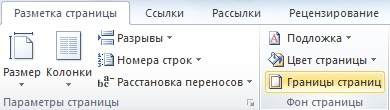 Разметка страницы Ссылки Рассылки Рецензирование
Размер Колонки
Разрывы
Номера строк
Расстановка переносов
Параметры страницы
Подложка
Цвет страницы
Границы страниц
Фон страницы